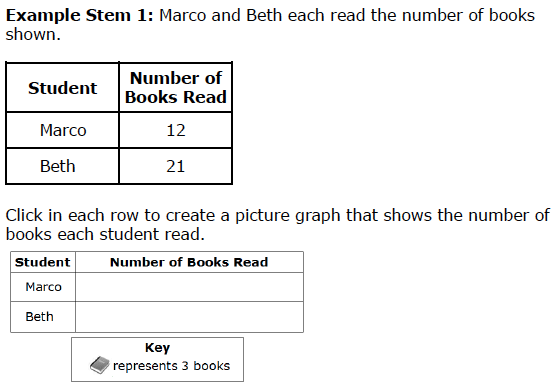 Example Stem 1: Marco and Beth each read the number of books
shown.
Student
Number of
Books Read
Marco 12
Beth 21
Click in each row to create a picture graph that shows the number of
books each student read.
Student Number of Books Read
Marco
Beth
Key
represents 3 books